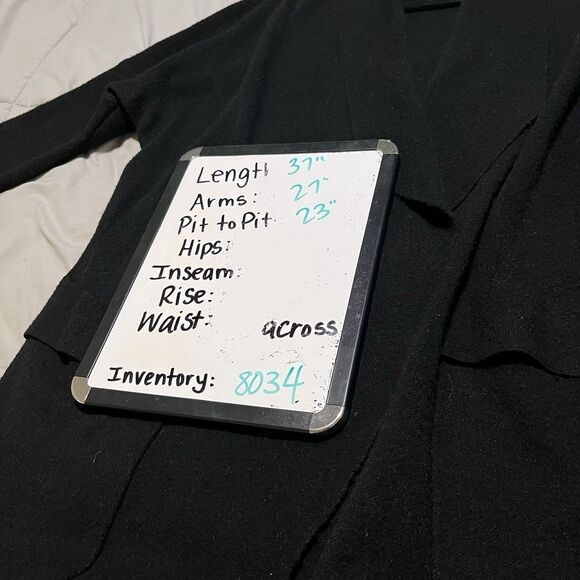 Length 37"
Arms: 27"
Pit to Pit 23"
Hips:
Inseam:
Rise:
Waist: across
Inventory: 8034